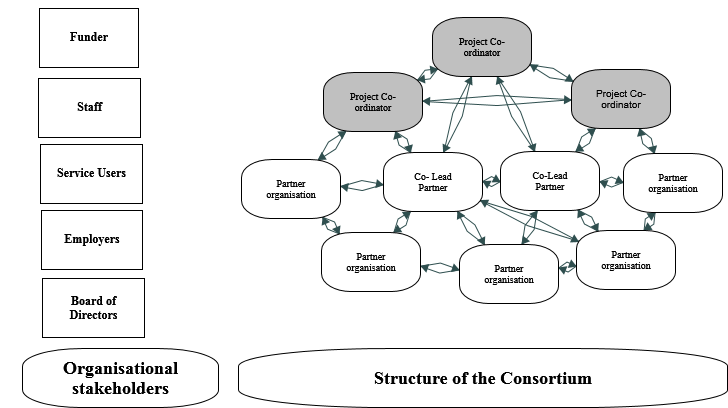 Funder
Staff
Service Users
Employers
Board of
Directors
Organisational
stakeholders
Project Co-
ordinator
Project Co-
ordinator
Project Co-
ordinator
Partner
organisation
Co- Lead
Partner
Co-Lead
Partner
Partner
organisation
Partner
organisation
Partner
organisation
Partner
organisation
Structure of the Consortium